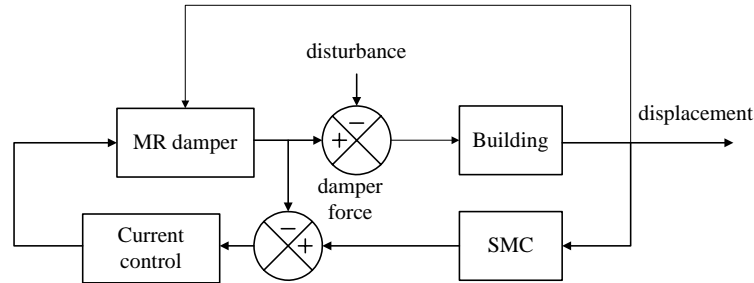 disturbance
displacement
MR damper
−
+
Building
damper
force
Current
control
−
+
SMC